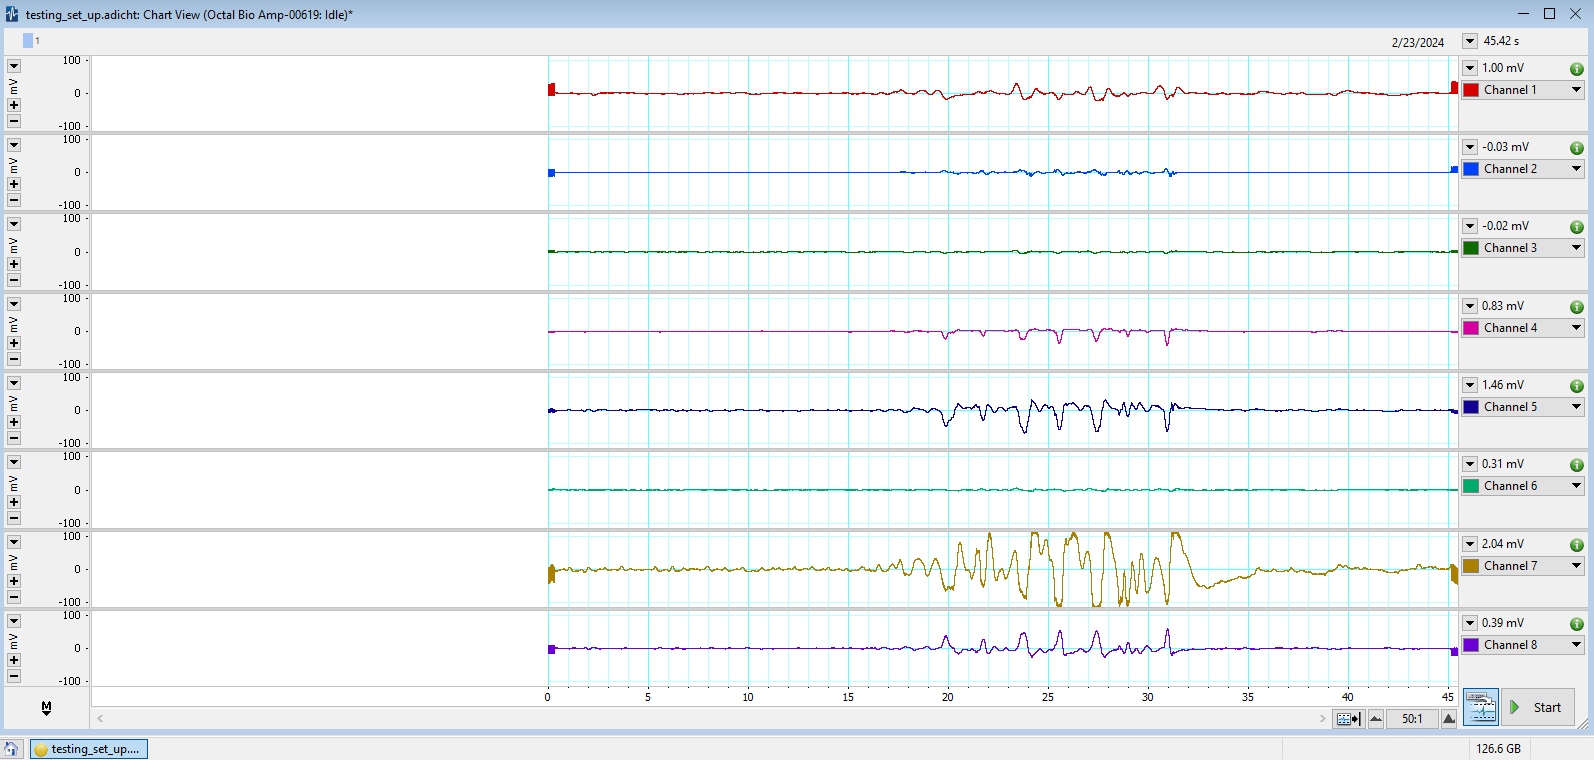 testing_set_up.adicht: Chart View (Octal Bio Amp-00619: Idle)*
1
2/23/2024
45.42 s
100
mV
0
-100
1.00 mV
Channel 1
100
mV
0
-100
-0.03 mV
Channel 2
100
mV
0
-100
-0.02 mV
Channel 3
100
mV
0
-100
0.83 mV
Channel 4
100
mV
0
-100
1.46 mV
Channel 5
100
mV
0
-100
0.31 mV
Channel 6
100
mV
0
-100
2.04 mV
Channel 7
100
mV
0
-100
0.39 mV
Channel 8
0 5 10 15 20 25 30 35 40 45
M
50:1
Start
testing_set_up....
126.6 GB